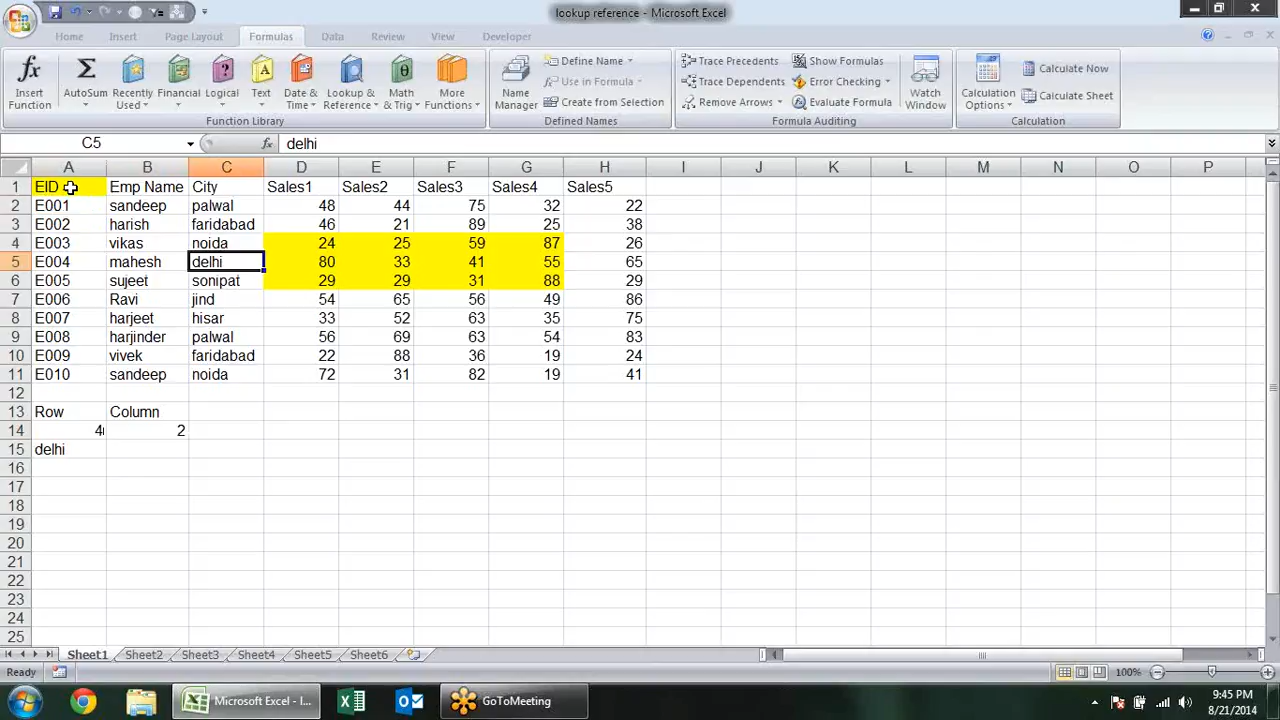 lookup reference - Microsoft Excel
Home Insert Page Layout Formulas Data Review View Developer
Insert Function
AutoSum
Recently Used
Financial
Logical
Text
Date & Time
Lookup & Reference
Math & Trig
More Functions
Function Library
Name Manager
Define Name
Use in Formula
Create from Selection
Defined Names
Trace Precedents
Trace Dependents
Remove Arrows
Show Formulas
Error Checking
Evaluate Formula
Formula Auditing
Watch Window
Calculation Options
Calculate Now
Calculate Sheet
Calculation
C5 fx delhi
A B C D E F G H I J K L M N O P
1 EID Emp Name City Sales1 Sales2 Sales3 Sales4 Sales5
2 E001 sandeep palwal 48 44 75 32 22
3 E002 harish faridabad 46 21 89 25 38
4 E003 vikas noida 24 25 59 87 26
5 E004 mahesh delhi 80 33 41 55 65
6 E005 sujeet sonipat 29 29 31 88 29
7 E006 Ravi jind 54 65 56 49 86
8 E007 harjeet hisar 33 52 63 35 75
9 E008 harjinder palwal 56 69 63 54 83
10 E009 vivek faridabad 22 88 36 19 24
11 E010 sandeep noida 72 31 82 19 41
12
13 Row Column
14 4 2
15 delhi
16
17
18
19
20
21
22
23
24
25
Sheet1 Sheet2 Sheet3 Sheet4 Sheet5 Sheet6
Ready 100%
Microsoft Excel - l... GoToMeeting
9:45 PM
8/21/2014